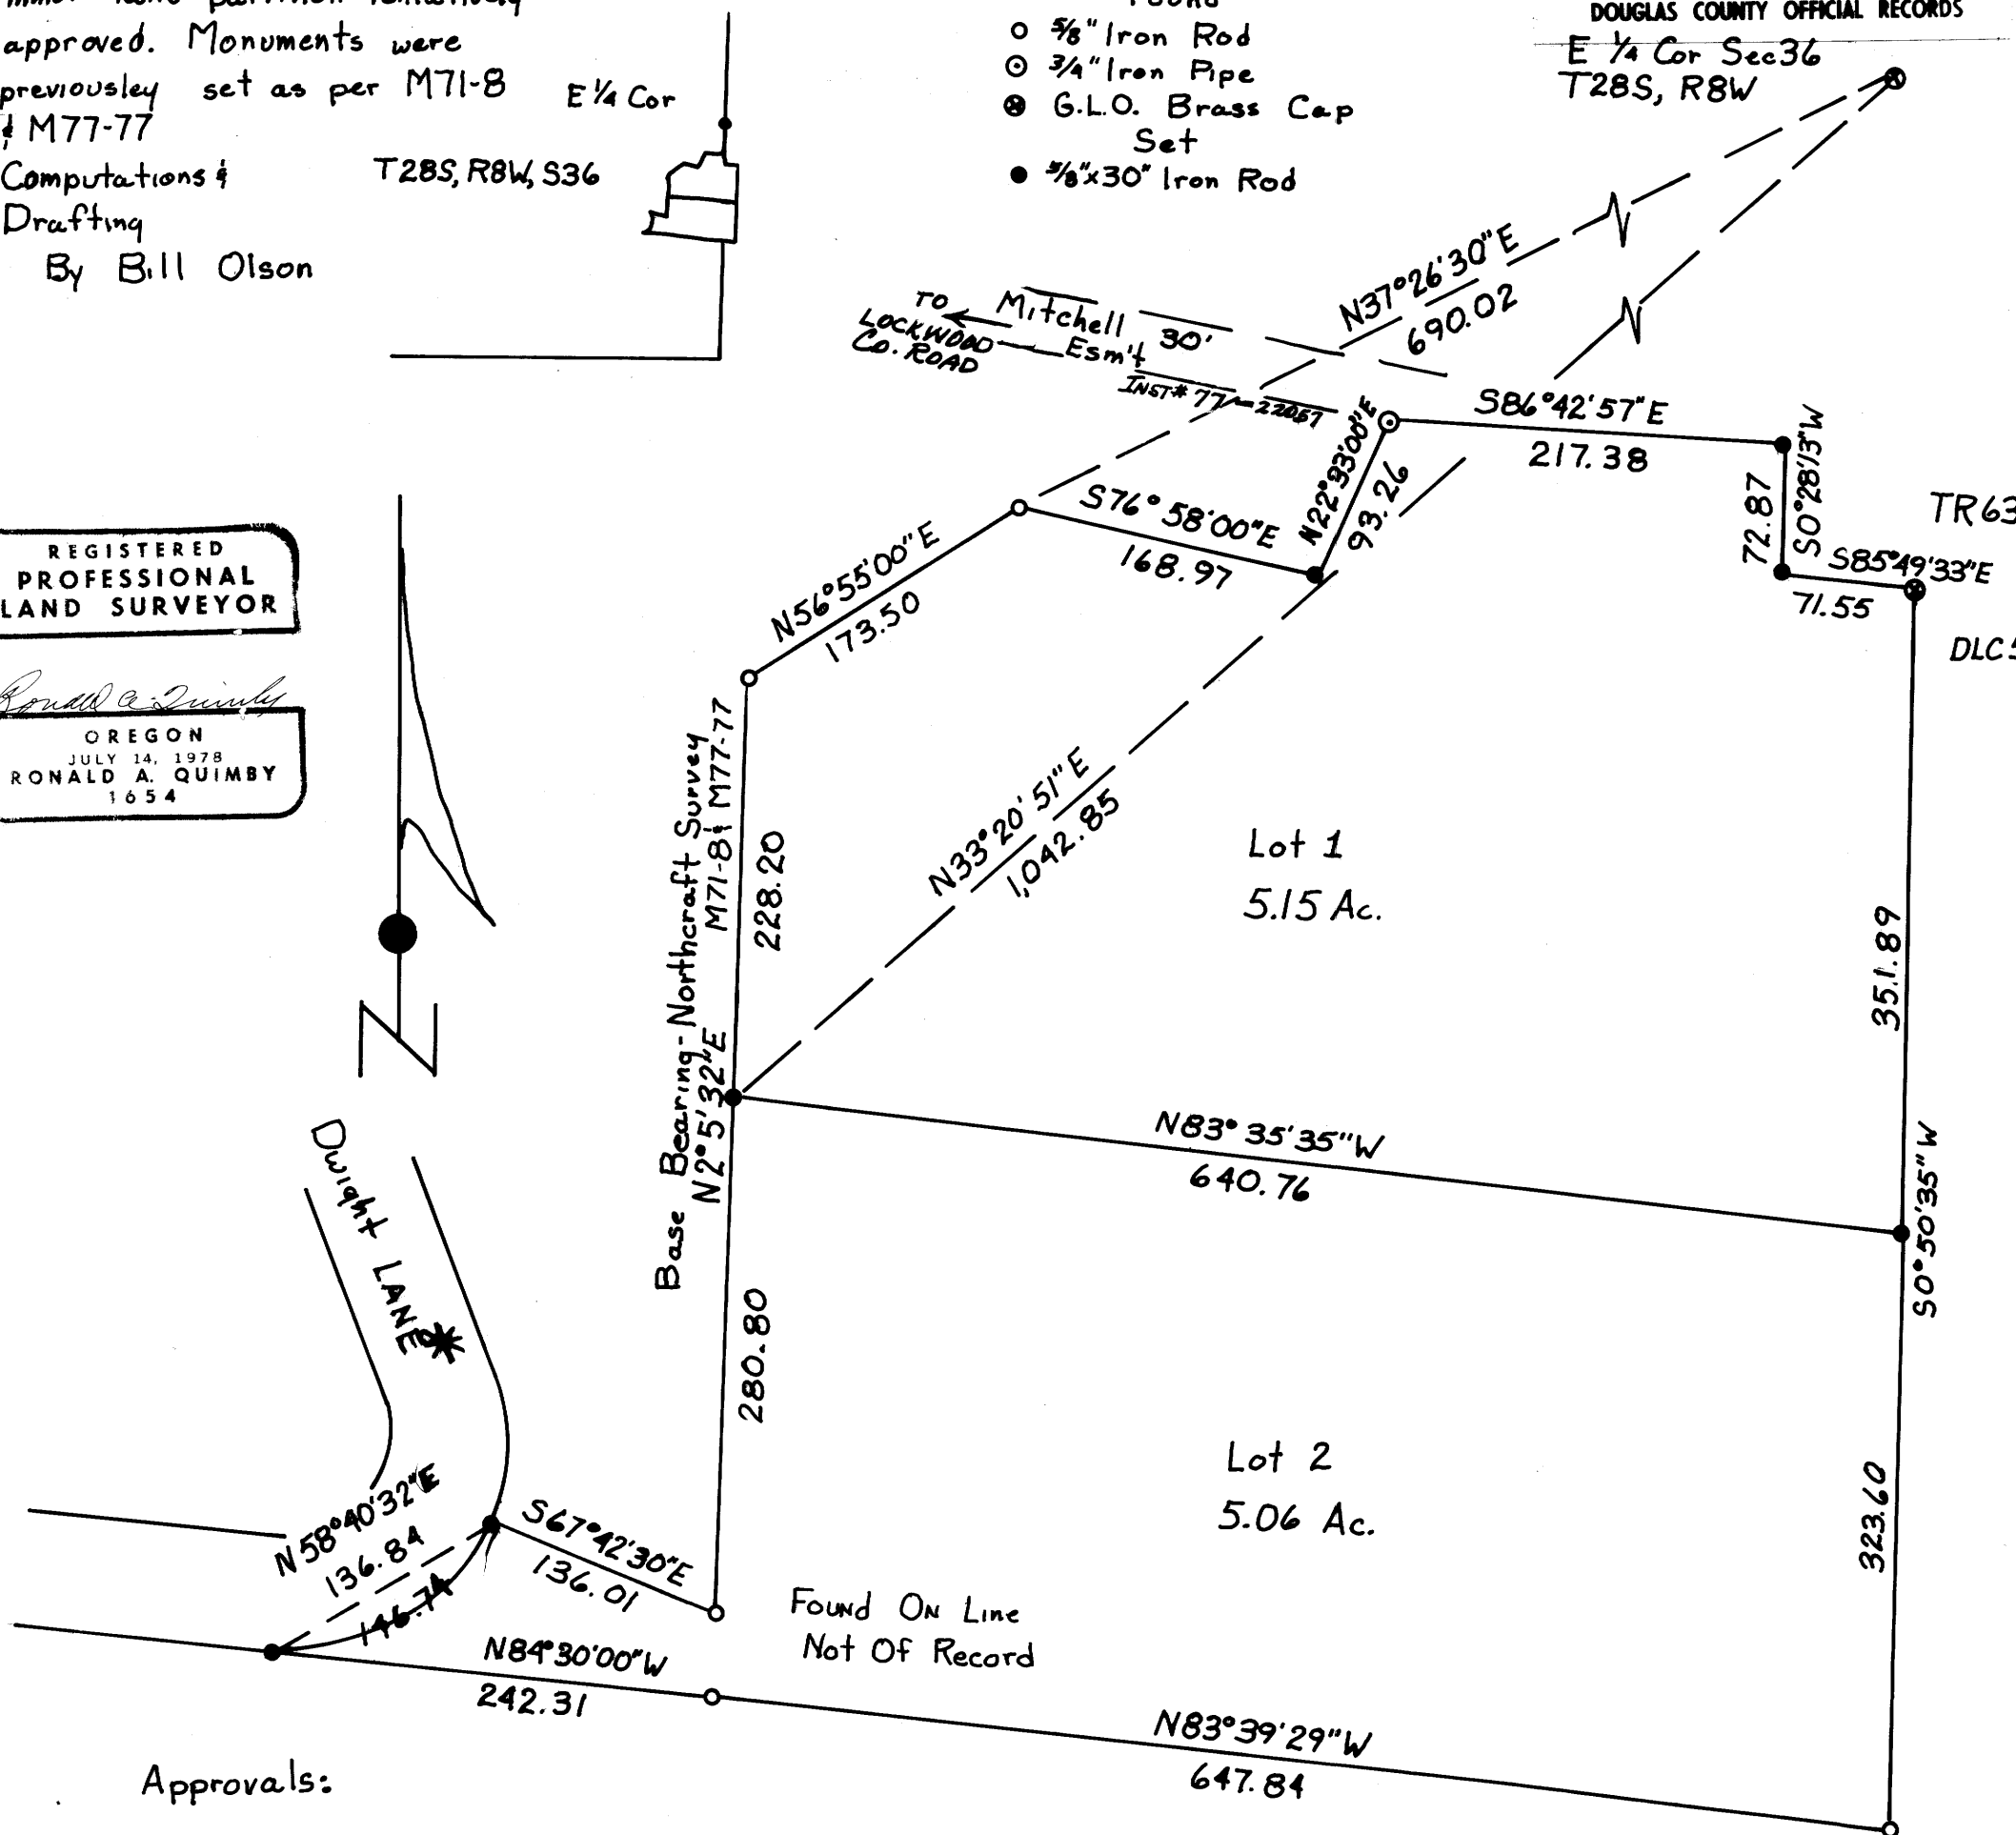 approved. Monuments were
previousley set as per M71-8
& M77-77
Computations &
Drafting
By Bill Olson
E ¼ Cor
T28S, R8W, S36
Found
5/8" Iron Rod
3/4" Iron Pipe
G.L.O. Brass Cap
Set
5/8"x30" Iron Rod
DOUGLAS COUNTY OFFICIAL RECORDS
E ¼ Cor Sec36
T28S, R8W
N37°26'30"E
690.02
TO
LOCKWOOD
CO. ROAD
Mitchell 30'
Esm't
INST# 77-22057
S86°42'57"E
217.38
N22°33'00"E
93.26
S76°58'00"E
168.97
72.87
S0°28'13"W
TR63
S85°49'33"E
71.55
DLC
N56°55'00"E
173.50
REGISTERED
PROFESSIONAL
LAND SURVEYOR
Ronald A. Quimby
OREGON
JULY 14, 1978
RONALD A. QUIMBY
1654
N
Base Bearing-Northcraft Survey
N2°5'32"E M71-8 & M77-77
228.20
N33°20'51"E
1,042.85
Lot 1
5.15 Ac.
351.89
N83°35'35"W
640.76
S0°50'35"W
Dwight LANE *
280.80
Lot 2
5.06 Ac.
323.60
N58°40'32"E
136.84
146.74
S67°42'30"E
136.01
Found On Line
Not Of Record
N84°30'00"W
242.31
N83°39'29"W
647.84
Approvals: